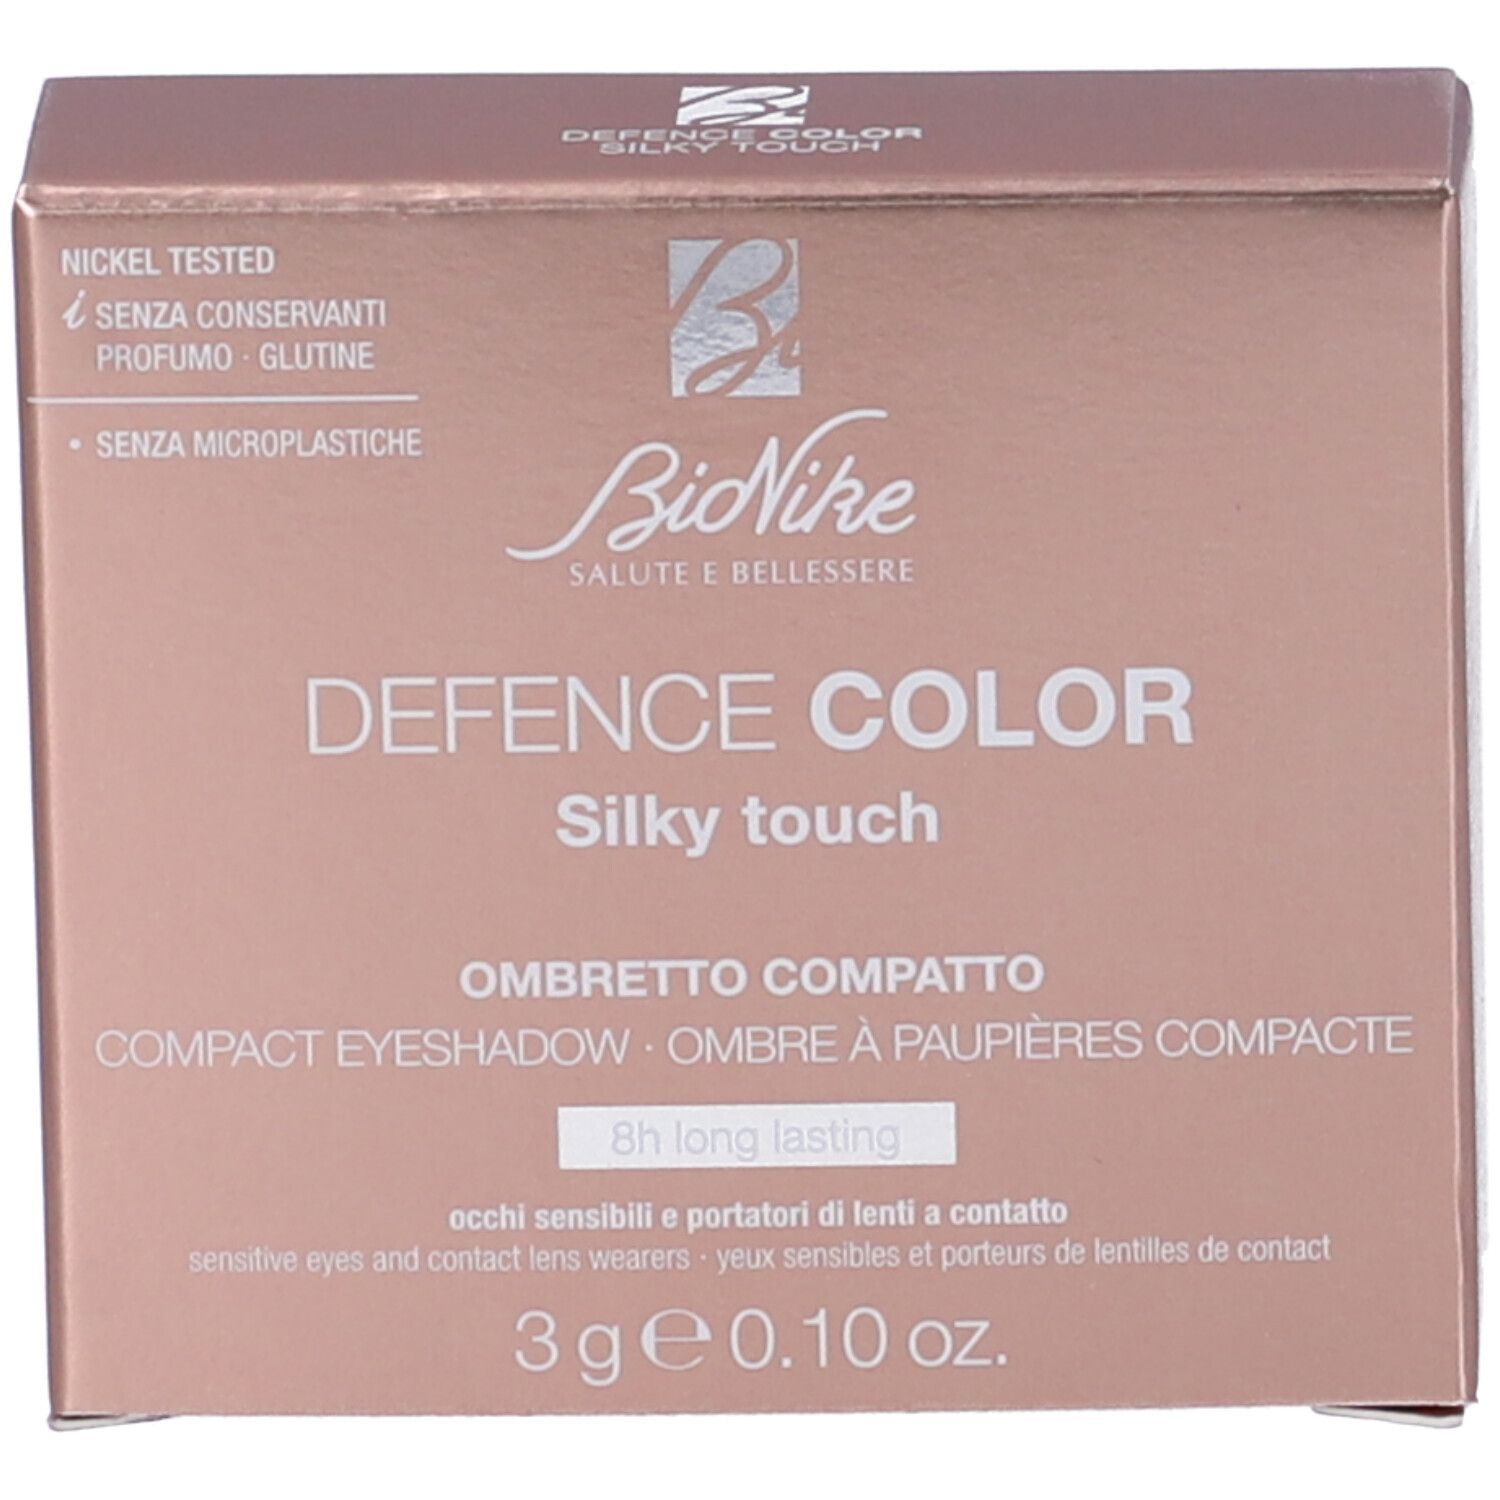 DEFENCE COLOR
SILKY TOUCH
NICKEL TESTED
i SENZA CONSERVANTI
PROFUMO · GLUTINE
• SENZA MICROPLASTICHE
BioNike
SALUTE E BELLESSERE
DEFENCE COLOR
Silky touch
OMBRETTO COMPATTO
COMPACT EYESHADOW · OMBRE À PAUPIÈRES COMPACTE
8h long lasting
occhi sensibili e portatori di lenti a contatto
sensitive eyes and contact lens wearers · yeux sensibles et porteurs de lentilles de contact
3 g ℮ 0.10 oz.